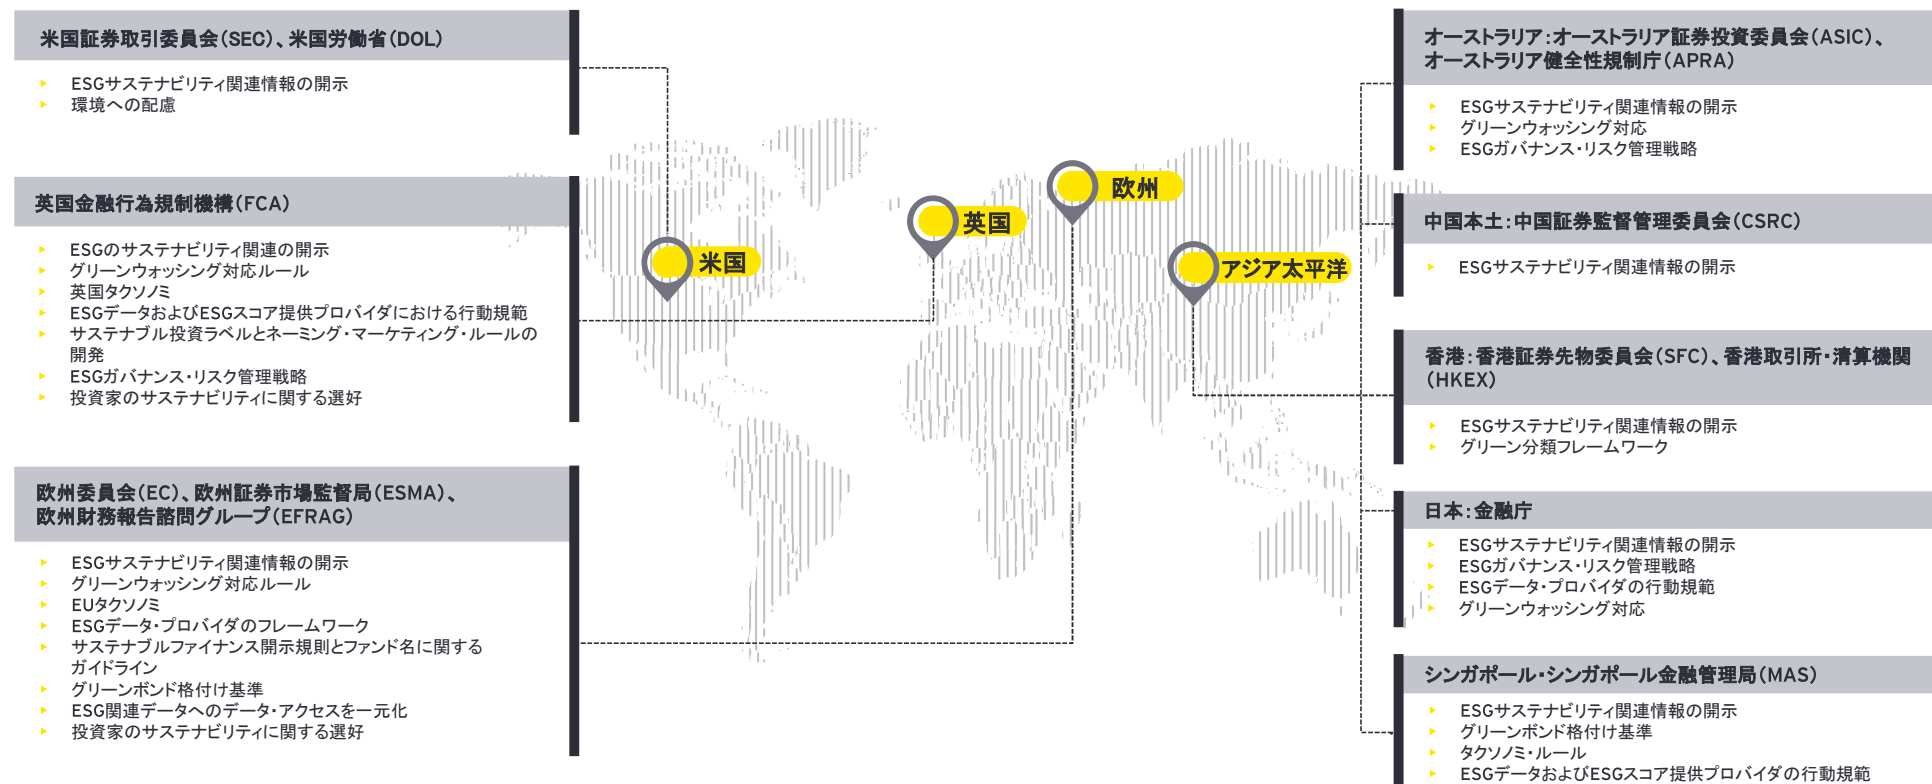 米国証券取引委員会(SEC)、米国労働省(DOL)
ESGサステナビリティ関連情報の開示
環境への配慮
英国金融行為規制機構(FCA)
ESGのサステナビリティ関連の開示
グリーンウォッシング対応ルール
英国タクソノミ
ESGデータおよびESGスコア提供プロバイダにおける行動規範
サステナブル投資ラベルとネーミング・マーケティング・ルールの
開発
ESGガバナンス・リスク管理戦略
投資家のサステナビリティに関する選好
欧州委員会(EC)、欧州証券市場監督局(ESMA)、
欧州財務報告諮問グループ(EFRAG)
ESGサステナビリティ関連情報の開示
グリーンウォッシング対応ルール
EUタクソノミ
ESGデータ・プロバイダのフレームワーク
サステナブルファイナンス開示規則とファンド名に関する
ガイドライン
グリーンボンド格付け基準
ESG関連データへのデータ・アクセスを一元化
投資家のサステナビリティに関する選好
米国
英国
欧州
アジア太平洋
オーストラリア:オーストラリア証券投資委員会(ASIC)、
オーストラリア健全性規制庁(APRA)
ESGサステナビリティ関連情報の開示
グリーンウォッシング対応
ESGガバナンス・リスク管理戦略
中国本土:中国証券監督管理委員会(CSRC)
ESGサステナビリティ関連情報の開示
香港:香港証券先物委員会(SFC)、香港取引所・清算機関
(HKEX)
ESGサステナビリティ関連情報の開示
グリーン分類フレームワーク
日本:金融庁
ESGサステナビリティ関連情報の開示
ESGガバナンス・リスク管理戦略
ESGデータ・プロバイダの行動規範
グリーンウォッシング対応
シンガポール・シンガポール金融管理局(MAS)
ESGサステナビリティ関連情報の開示
グリーンボンド格付け基準
タクソノミ・ルール
ESGデータおよびESGスコア提供プロバイダの行動規範